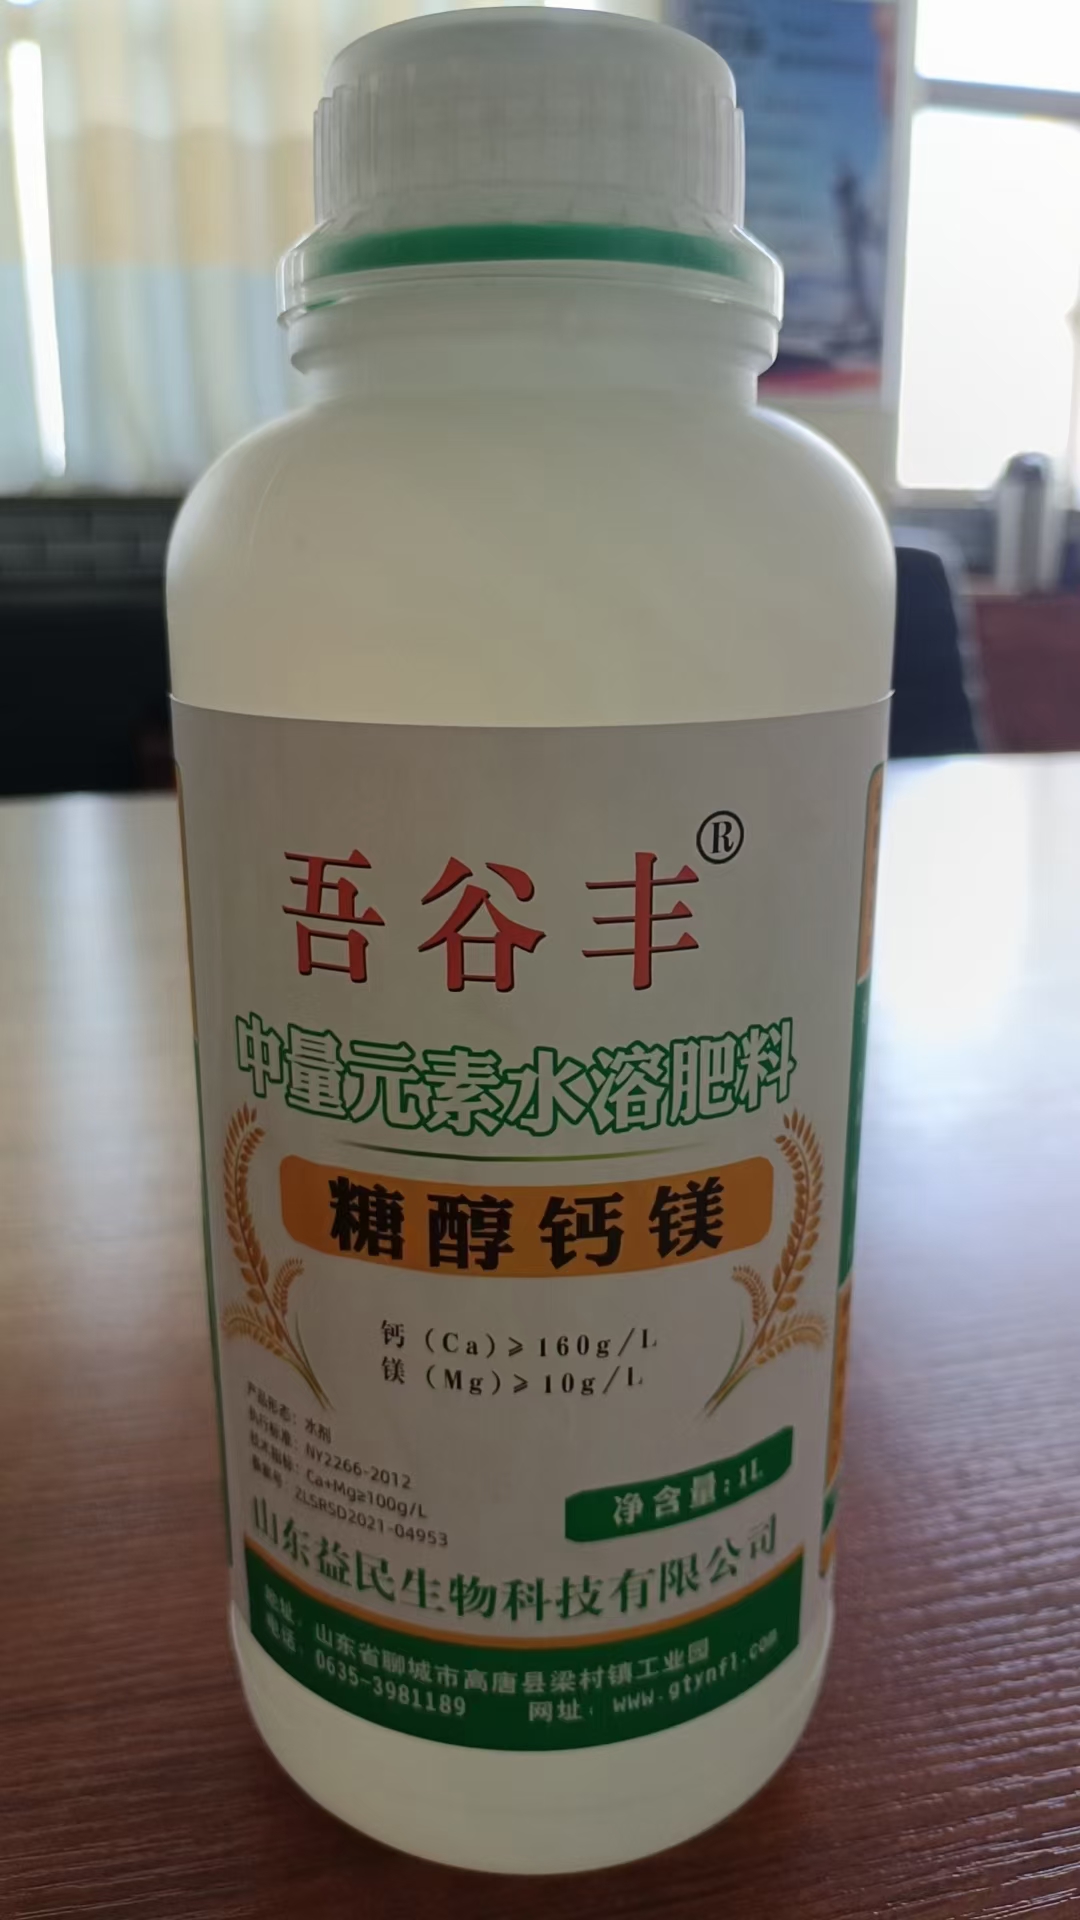 吾谷丰®
中量元素水溶肥料
糖醇钙镁
钙（Ca）⩾160g/L
镁（Mg）⩾10g/L
产品形态：水剂
执行标准：NY2266-2012
技术指标：Ca+Mg≥100g/L
备案号：ZLSRSD2021-04953
净含量：1L
山东益民生物科技有限公司
地址：山东省聊城市高唐县梁村镇工业园
电话：0635-3981189 网址：www.gtynfl.com